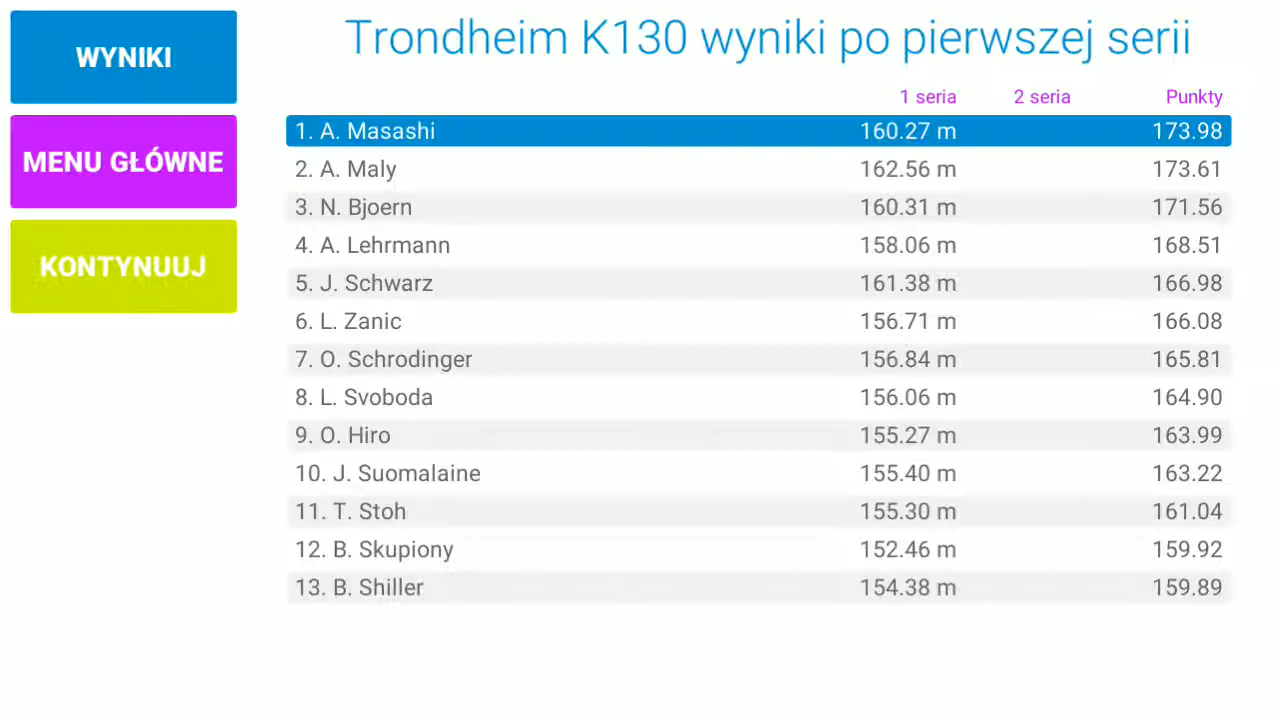 WYNIKI
MENU GŁÓWNE
KONTYNUUJ
Trondheim K130 wyniki po pierwszej serii
1 seria 2 seria Punkty
1. A. Masashi 160.27 m 173.98
2. A. Maly 162.56 m 173.61
3. N. Bjoern 160.31 m 171.56
4. A. Lehrmann 158.06 m 168.51
5. J. Schwarz 161.38 m 166.98
6. L. Zanic 156.71 m 166.08
7. O. Schrodinger 156.84 m 165.81
8. L. Svoboda 156.06 m 164.90
9. O. Hiro 155.27 m 163.99
10. J. Suomalaine 155.40 m 163.22
11. T. Stoh 155.30 m 161.04
12. B. Skupiony 152.46 m 159.92
13. B. Shiller 154.38 m 159.89